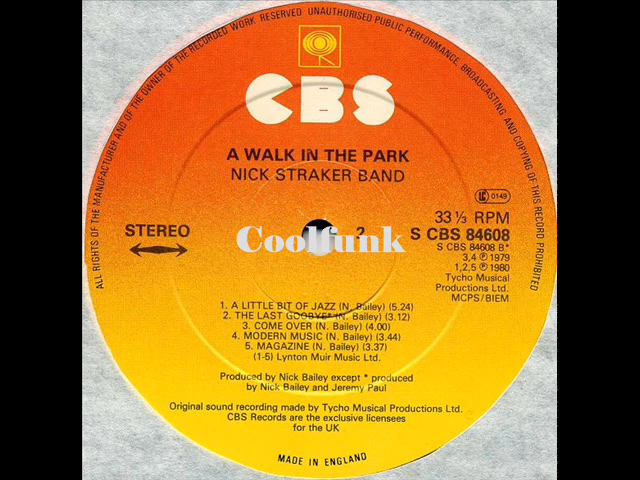 ALL RIGHTS OF THE MANUFACTURER AND OF THE OWNER OF THE RECORDED WORK RESERVED UNAUTHORISED PUBLIC PERFORMANCE, BROADCASTING AND COPYING OF THIS RECORD PROHIBITED
CBS
A WALK IN THE PARK
NICK STRAKER BAND
LC 0149
STEREO
2
Coolfunk
33 ⅓ RPM
S CBS 84608
S CBS 84608 B*
3,4 ℗ 1979
1,2,5 ℗ 1980
Tycho Musical
Productions Ltd.
MCPS/BIEM
1. A LITTLE BIT OF JAZZ (N. Bailey) (5.24)
2. THE LAST GOOBYE* (N. Bailey) (3.12)
3. COME OVER (N. Bailey) (4.00)
4. MODERN MUSIC (N. Bailey) (3.44)
5. MAGAZINE (N. Bailey) (3.37)
(1-5) Lynton Muir Music Ltd.
Produced by Nick Bailey except * produced
by Nick Bailey and Jeremy Paul
Original sound recording made by Tycho Musical Productions Ltd.
CBS Records are the exclusive licensees
for the UK
MADE IN ENGLAND